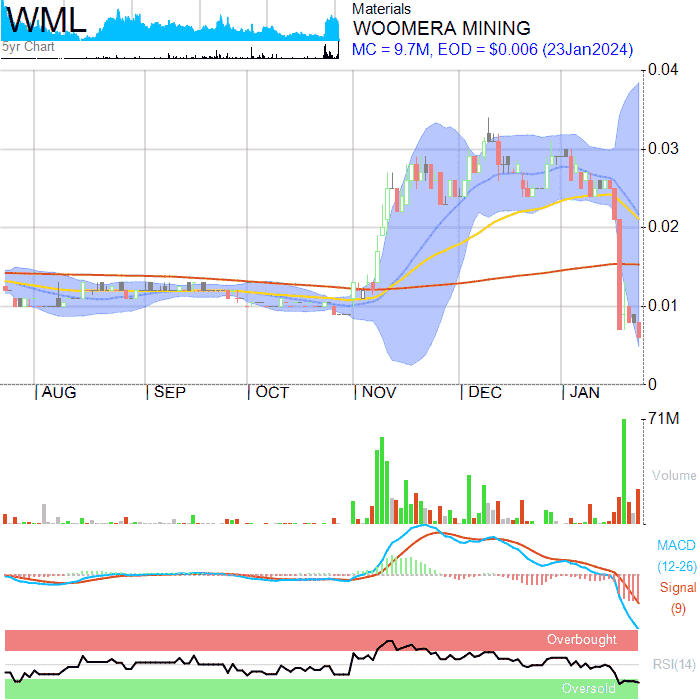 WML
5yr Chart
Materials
WOOMERA MINING
MC = 9.7M, EOD = $0.006 (23Jan2024)
0.04
0.03
0.02
0.01
0
AUG
SEP
OCT
NOV
DEC
JAN
71M
Volume
MACD
(12-26)
Signal
(9)
Overbought
RSI(14)
Oversold